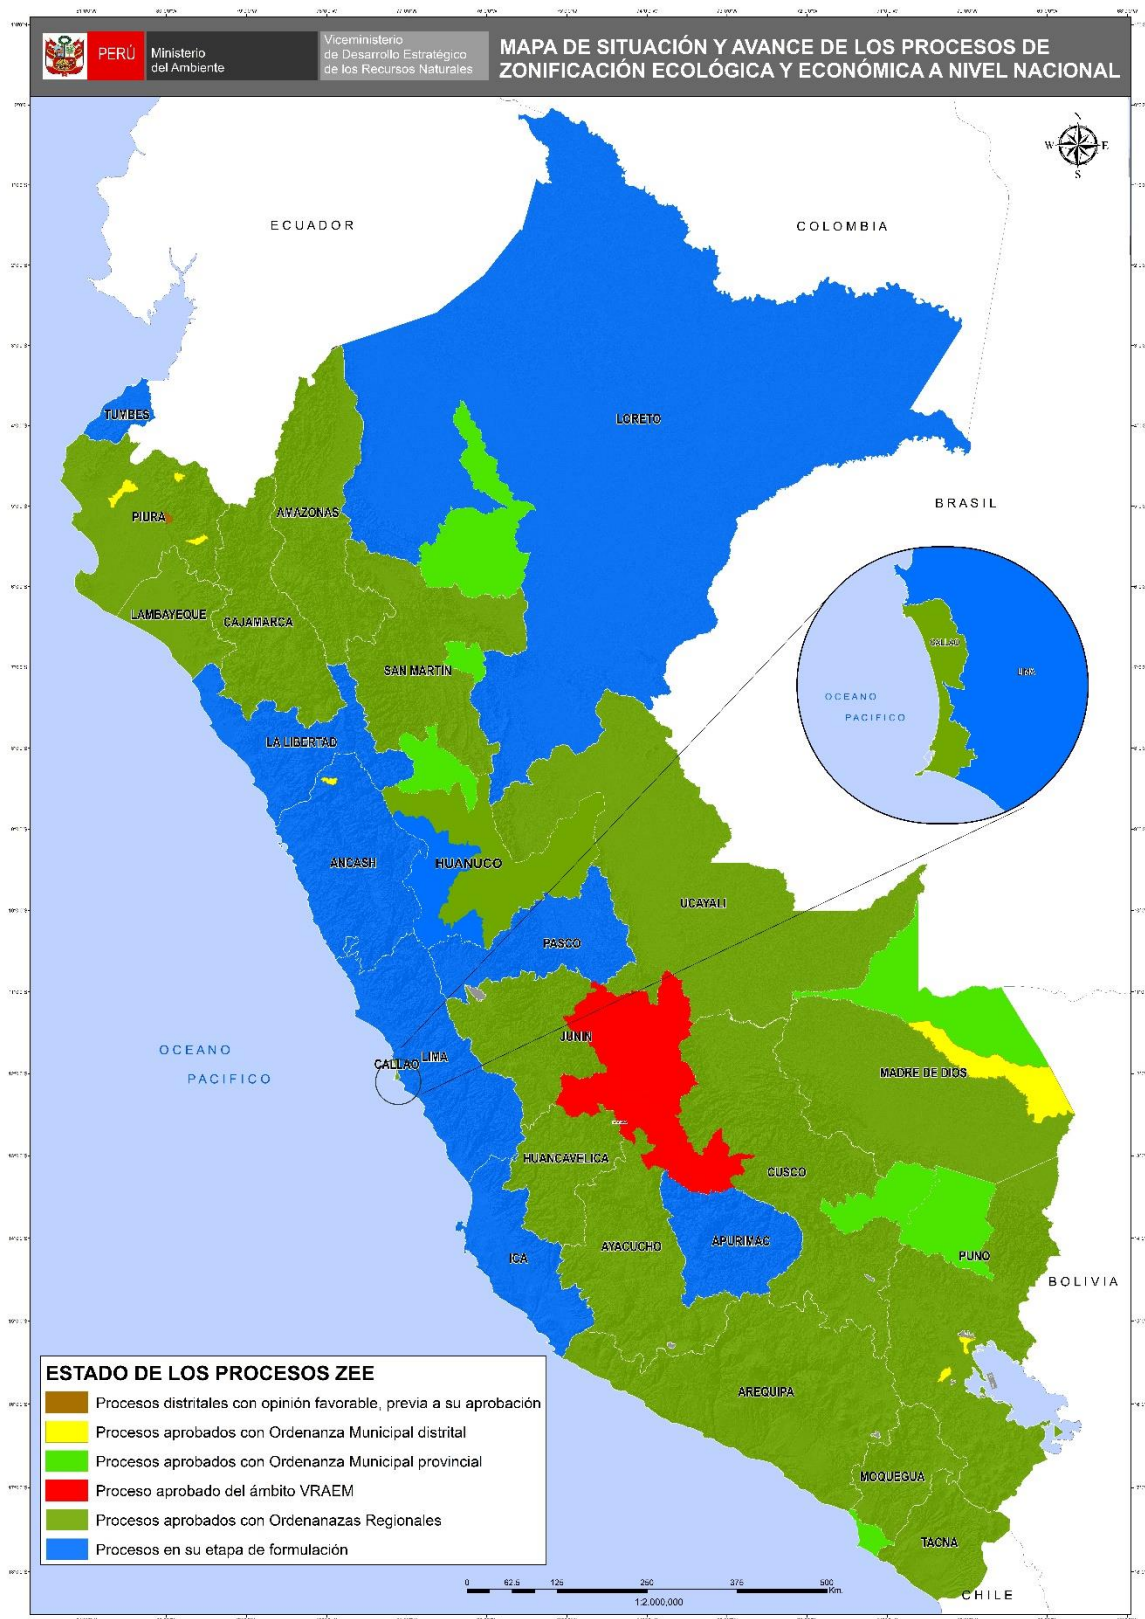 PERÚ
Ministerio
del Ambiente
Viceministerio
de Desarrollo Estratégico
de los Recursos Naturales
MAPA DE SITUACIÓN Y AVANCE DE LOS PROCESOS DE
ZONIFICACIÓN ECOLÓGICA Y ECONÓMICA A NIVEL NACIONAL
N
W
E
S
ECUADOR
COLOMBIA
TUMBES
LORETO
BRASIL
PIURA
AMAZONAS
LAMBAYEQUE
CAJAMARCA
SAN MARTIN
CALLAO
LIMA
OCEANO
PACIFICO
LA LIBERTAD
ANCASH
HUANUCO
UCAYALI
PASCO
JUNIN
OCEANO
PACIFICO
CALLAO
LIMA
MADRE DE DIOS
HUANCAVELICA
CUSCO
AYACUCHO
APURIMAC
ICA
PUNO
BOLIVIA
AREQUIPA
MOQUEGUA
TACNA
CHILE
ESTADO DE LOS PROCESOS ZEE
Procesos distritales con opinión favorable, previa a su aprobación
Procesos aprobados con Ordenanza Municipal distrital
Procesos aprobados con Ordenanza Municipal provincial
Proceso aprobado del ámbito VRAEM
Procesos aprobados con Ordenanazas Regionales
Procesos en su etapa de formulación
0 62.5 125 250 375 500
Km.
1:2.000,000